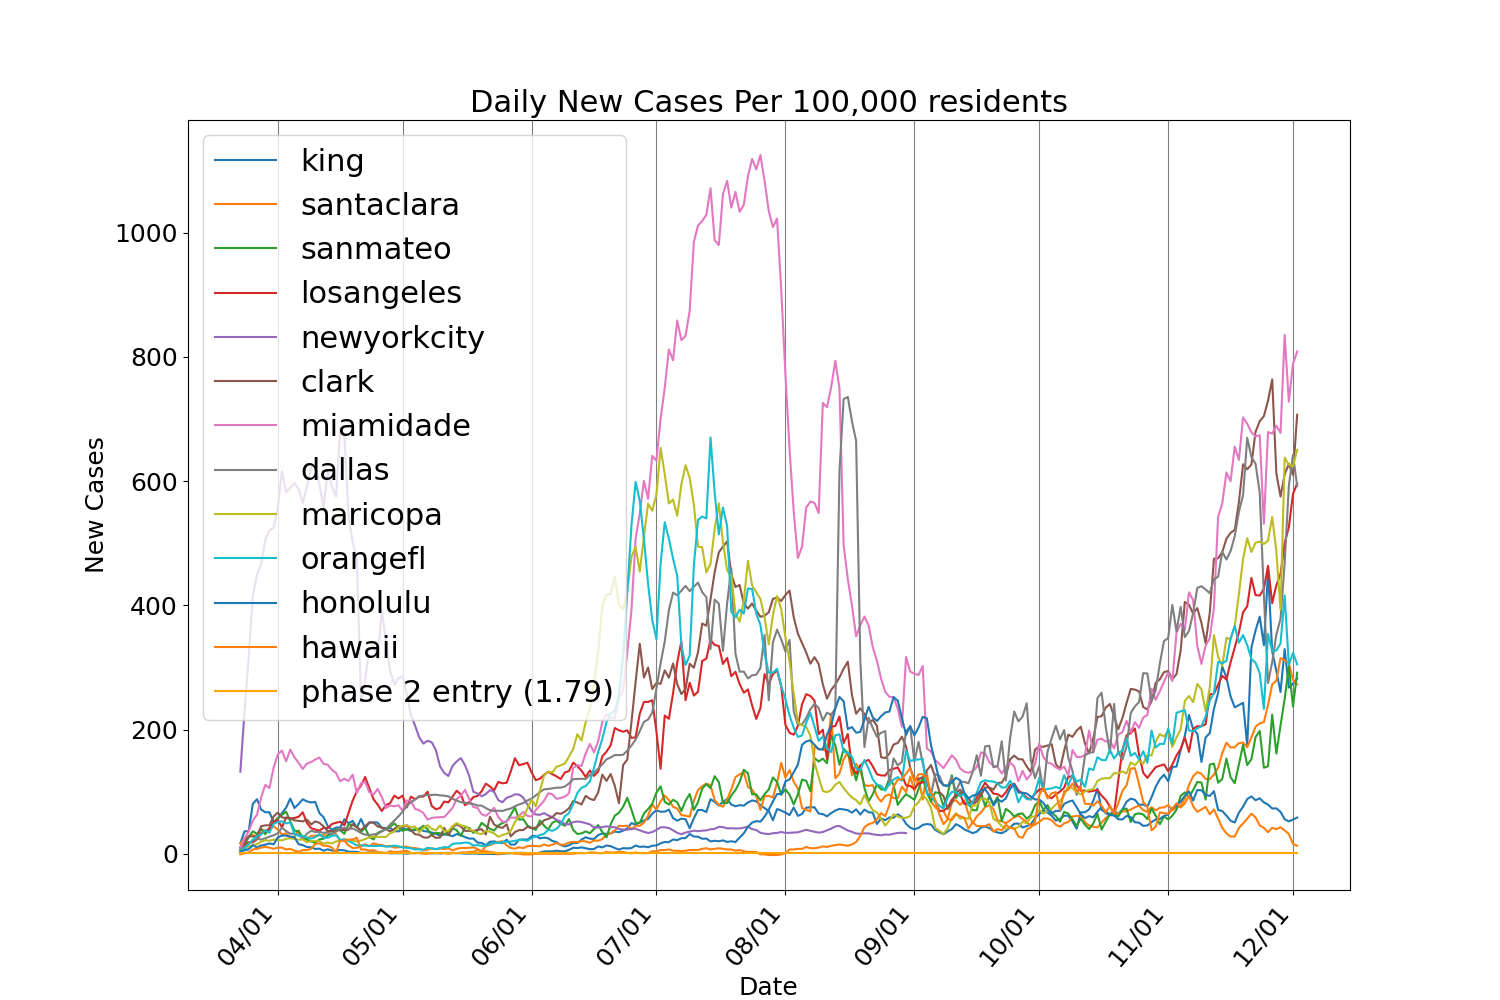 Daily New Cases Per 100,000 residents
king
santaclara
sanmateo
losangeles
newyorkcity
clark
miamidade
dallas
maricopa
orangefl
honolulu
hawaii
phase 2 entry (1.79)
New Cases
1000
800
600
400
200
0
04/01
05/01
06/01
07/01
08/01
09/01
10/01
11/01
12/01
Date